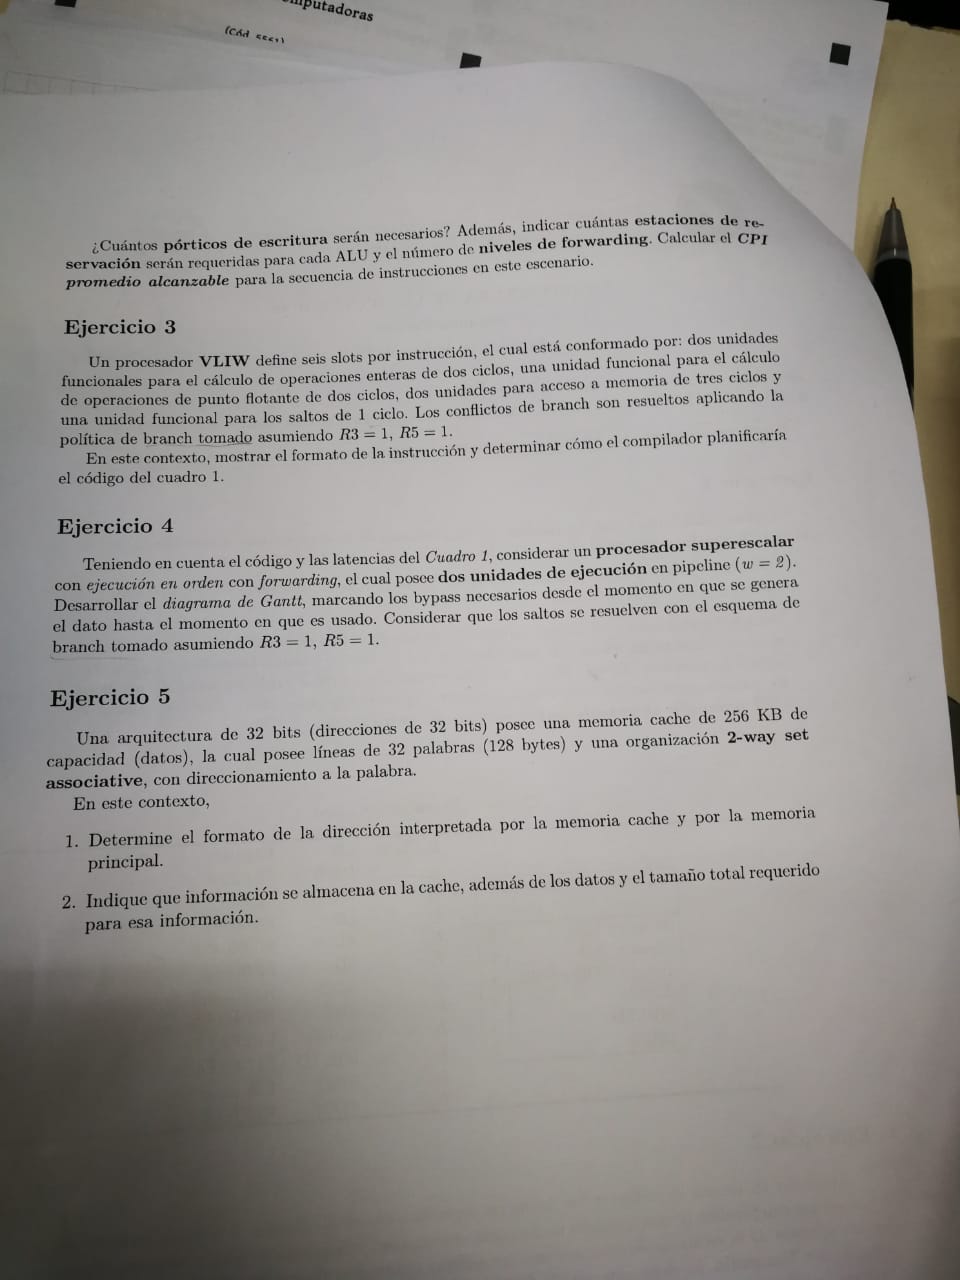 mputadoras
(Cód
¿Cuántos pórticos de escritura serán necesarios? Además, indicar cuántas estaciones de re-
servación serán requeridas para cada ALU y el número de niveles de forwarding. Calcular el CPI
promedio alcanzable para la secuencia de instrucciones en este escenario.
Ejercicio 3
Un procesador VLIW define seis slots por instrucción, el cual está conformado por: dos unidades
funcionales para el cálculo de operaciones enteras de dos ciclos, una unidad funcional para el cálculo
de operaciones de punto flotante de dos ciclos, dos unidades para acceso a memoria de tres ciclos y
una unidad funcional para los saltos de 1 ciclo. Los conflictos de branch son resueltos aplicando la
política de branch tomado asumiendo R3 = 1, R5 = 1.
En este contexto, mostrar el formato de la instrucción y determinar cómo el compilador planificaría
el código del cuadro 1.
Ejercicio 4
Teniendo en cuenta el código y las latencias del Cuadro 1, considerar un procesador superescalar
con ejecución en orden con forwarding, el cual posee dos unidades de ejecución en pipeline (w = 2).
Desarrollar el diagrama de Gantt, marcando los bypass necesarios desde el momento en que se genera
el dato hasta el momento en que es usado. Considerar que los saltos se resuelven con el esquema de
branch tomado asumiendo R3 = 1, R5 = 1.
Ejercicio 5
Una arquitectura de 32 bits (direcciones de 32 bits) posee una memoria cache de 256 KB de
capacidad (datos), la cual posee líneas de 32 palabras (128 bytes) y una organización 2-way set
associative, con direccionamiento a la palabra.
En este contexto,
1. Determine el formato de la dirección interpretada por la memoria cache y por la memoria
principal.
2. Indique que información se almacena en la cache, además de los datos y el tamaño total requerido
para esa información.